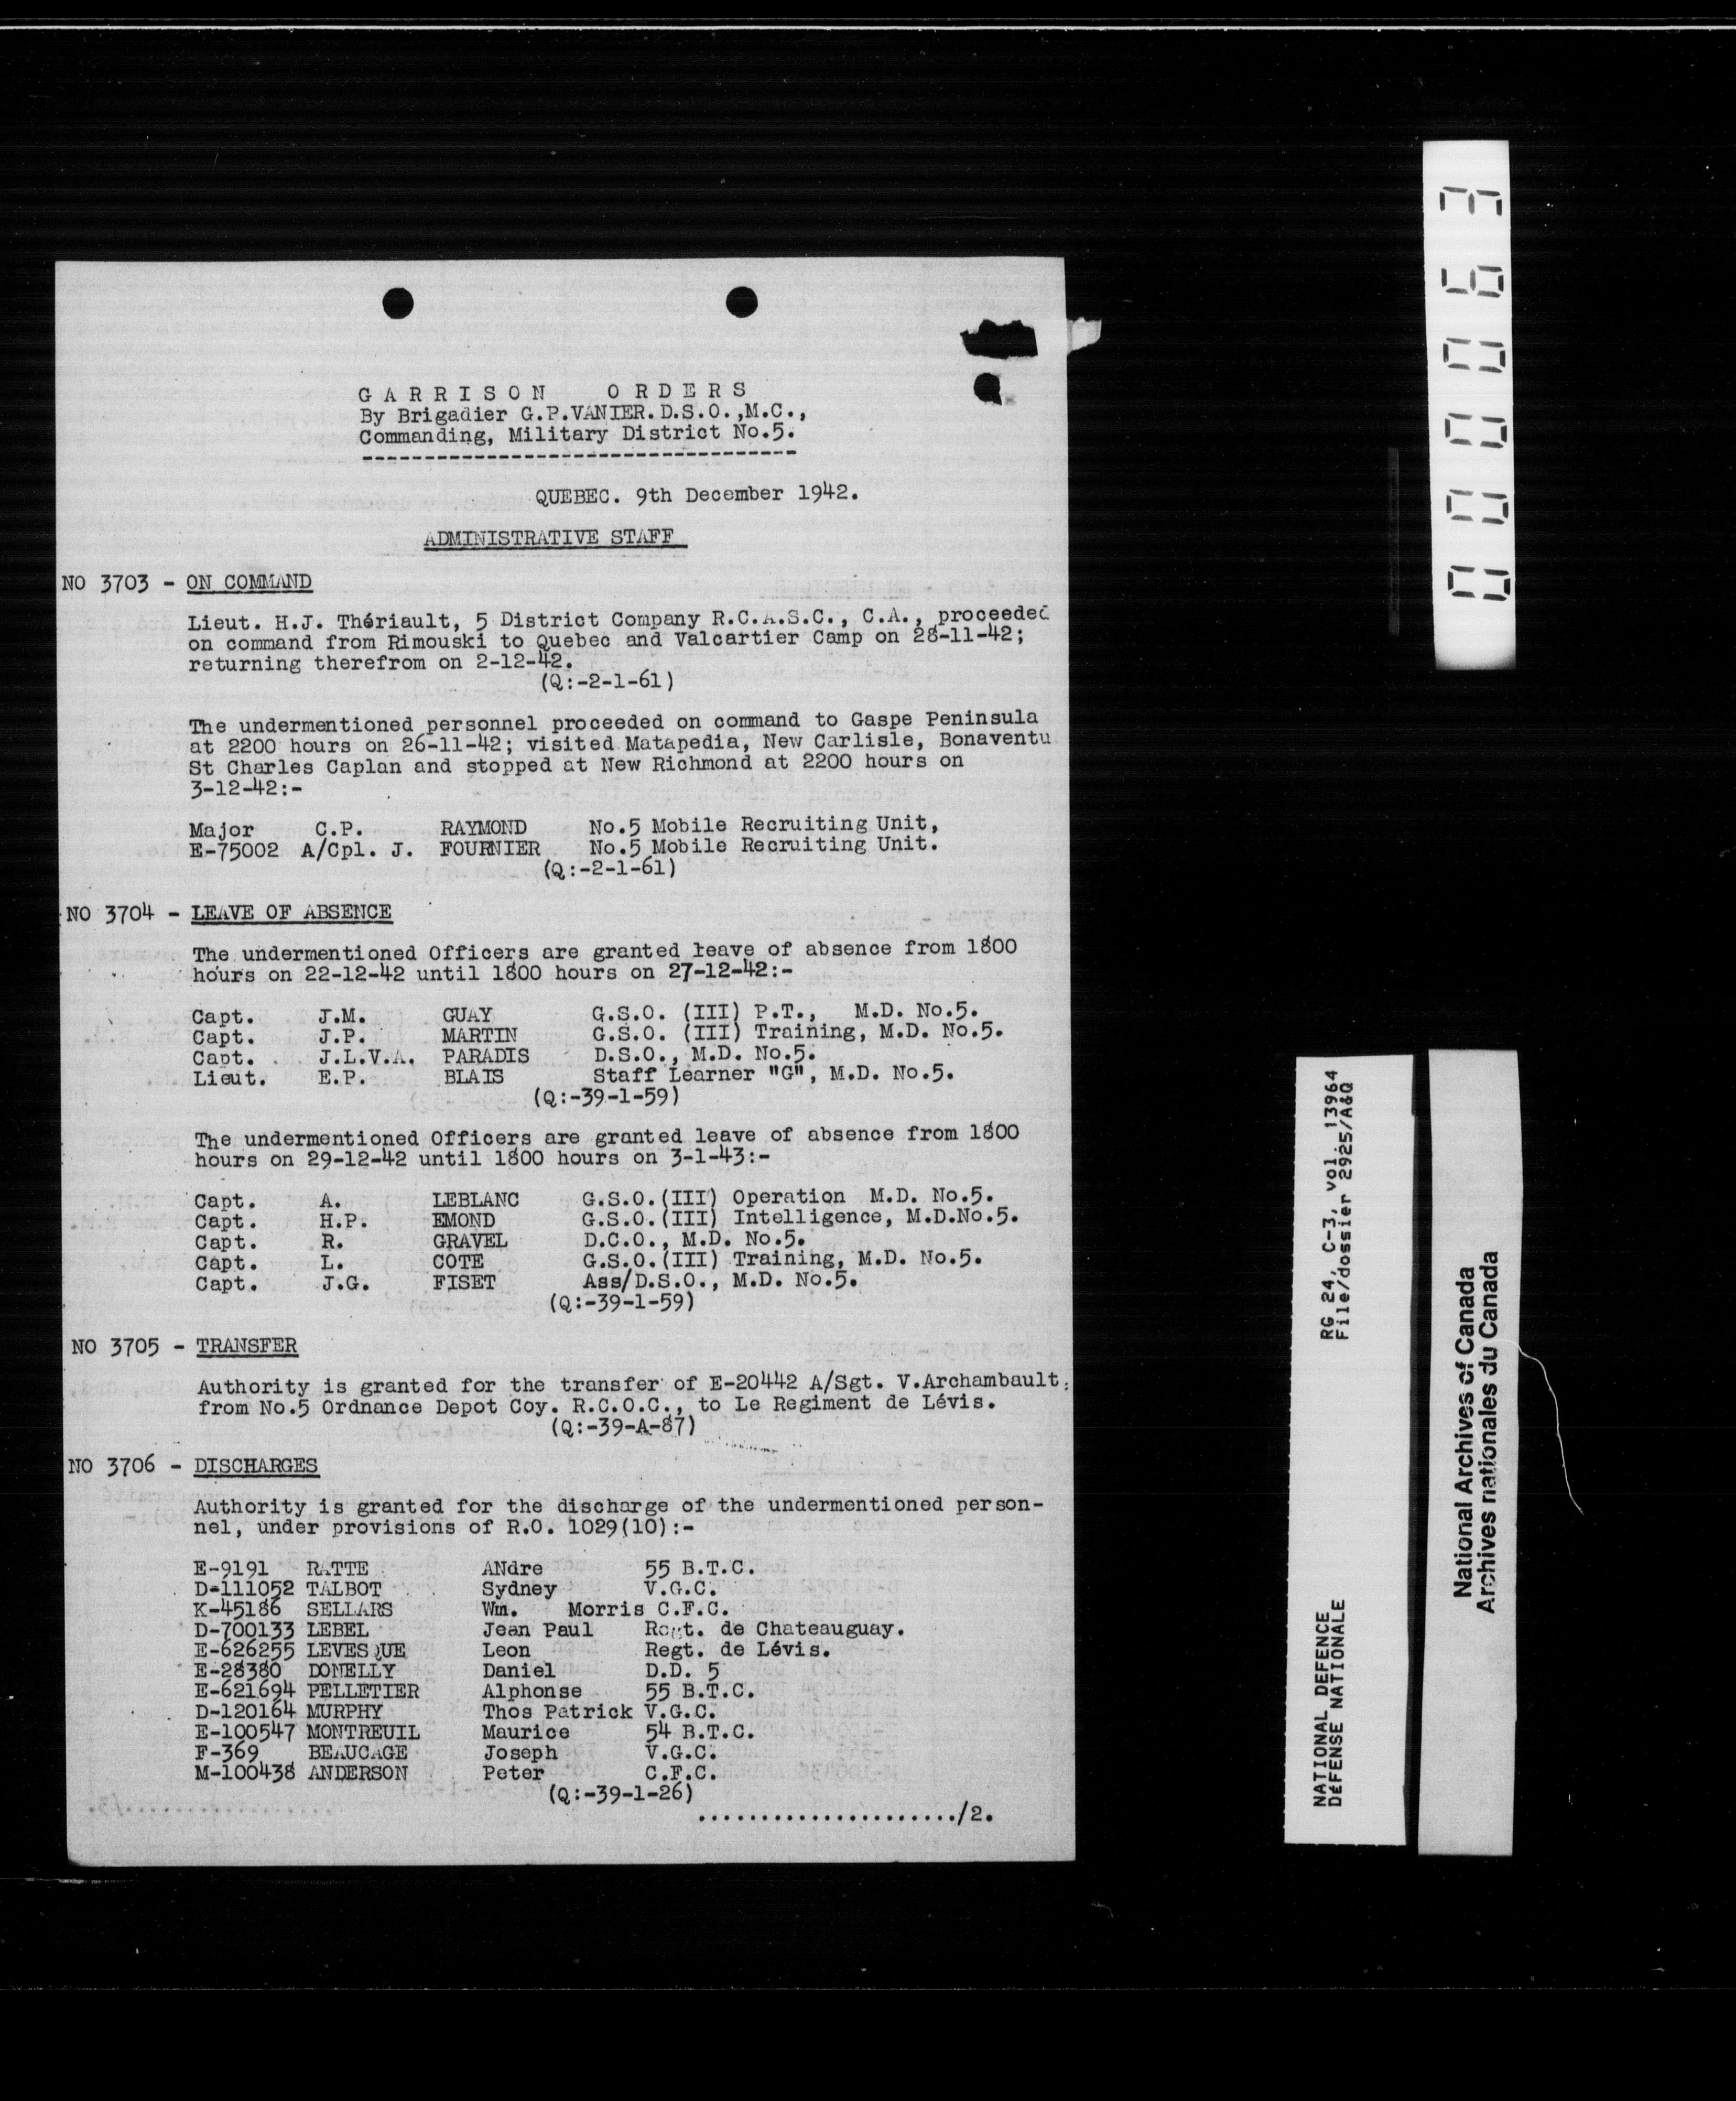 GARRISON ORDERS
By Brigadier G.P.VANIER.D.S.O.,M.C.,
Commanding, Military District No.5.
QUEBEC. 9th December 1942.
ADMINISTRATIVE STAFF
NO 3703 - ON COMMAND
Lieut. H.J. Thériault, 5 District Company R.C.A.S.C., C.A., proceeded
on command from Rimouski to Quebec and Valcartier Camp on 28-11-42;
returning therefrom on 2-12-42.
(Q:-2-1-61)
The undermentioned personnel proceeded on command to Gaspe Peninsula
at 2200 hours on 26-11-42; visited Matapedia, New Carlisle, Bonaventu
St Charles Caplan and stopped at New Richmond at 2200 hours on
3-12-42:-
Major C.P. RAYMOND No.5 Mobile Recruiting Unit,
E-75002 A/Cpl. J. FOURNIER No.5 Mobile Recruiting Unit.
(Q:-2-1-61)
NO 3704 - LEAVE OF ABSENCE
The undermentioned Officers are granted leave of absence from 1800
hours on 22-12-42 until 1800 hours on 27-12-42:-
Capt. J.M. GUAY G.S.O. (III) P.T., M.D. No.5.
Capt. J.P. MARTIN G.S.O. (III) Training, M.D. No.5.
Capt. J.L.V.A. PARADIS D.S.O., M.D. No.5.
Lieut. E.P. BLAIS Staff Learner "G", M.D. No.5.
(Q:-39-1-59)
The undermentioned Officers are granted leave of absence from 1800
hours on 29-12-42 until 1800 hours on 3-1-43:-
Capt. A. LEBLANC G.S.O.(III) Operation M.D. No.5.
Capt. H.P. EMOND G.S.O.(III) Intelligence, M.D.No.5.
Capt. R. GRAVEL D.C.O., M.D. No.5.
Capt. L. COTE G.S.O.(III) Training, M.D. No.5.
Capt. J.G. FISET Ass/D.S.O., M.D. No.5.
(Q:-39-1-59)
NO 3705 - TRANSFER
Authority is granted for the transfer of E-20442 A/Sgt. V.Archambault,
from No.5 Ordnance Depot Coy. R.C.O.C., to Le Regiment de Lévis.
(Q:-39-A-87)
NO 3706 - DISCHARGES
Authority is granted for the discharge of the undermentioned person-
nel, under provisions of R.O. 1029(10):-
E-9191 RATTE ANdre 55 B.T.C.
D-111052 TALBOT Sydney V.G.C.
K-45186 SELLARS Wm. Morris C.F.C.
D-700133 LEBEL Jean Paul Regt. de Chateauguay.
E-626255 LEVESQUE Leon Regt. de Lévis.
E-28380 DONELLY Daniel D.D. 5
E-621694 PELLETIER Alphonse 55 B.T.C.
D-120164 MURPHY Thos Patrick V.G.C.
E-100547 MONTREUIL Maurice 54 B.T.C.
F-369 BEAUCAGE Joseph V.G.C.
M-100438 ANDERSON Peter C.F.C.
(Q:-39-1-26)
...................../2.
000063
NATIONAL DEFENCE RG 24, C-3, vol. 13964
DéFENSE NATIONALE File/dossier 2925/A&Q
National Archives of Canada
Archives nationales du Canada